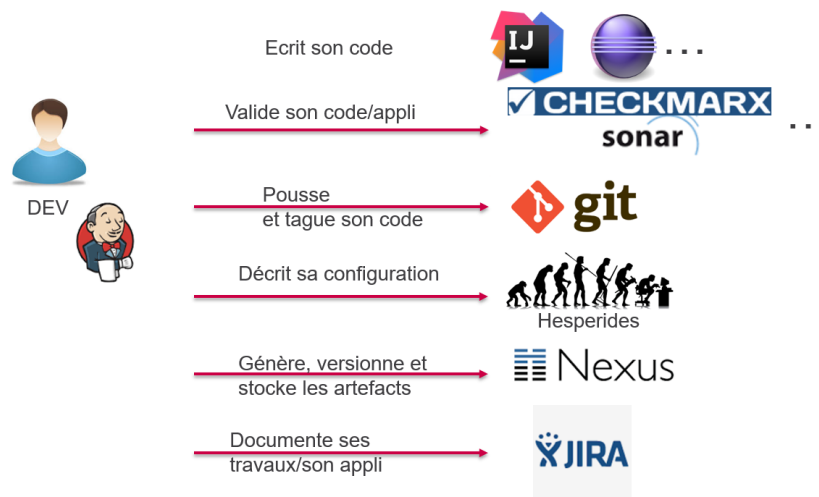 Ecrit son code
IJ
...
Valide son code/appli
CHECKMARX
sonar
..
DEV
Pousse
et tague son code
git
Décrit sa configuration
Hesperides
Génère, versionne et
stocke les artefacts
Nexus
Documente ses
travaux/son appli
JIRA